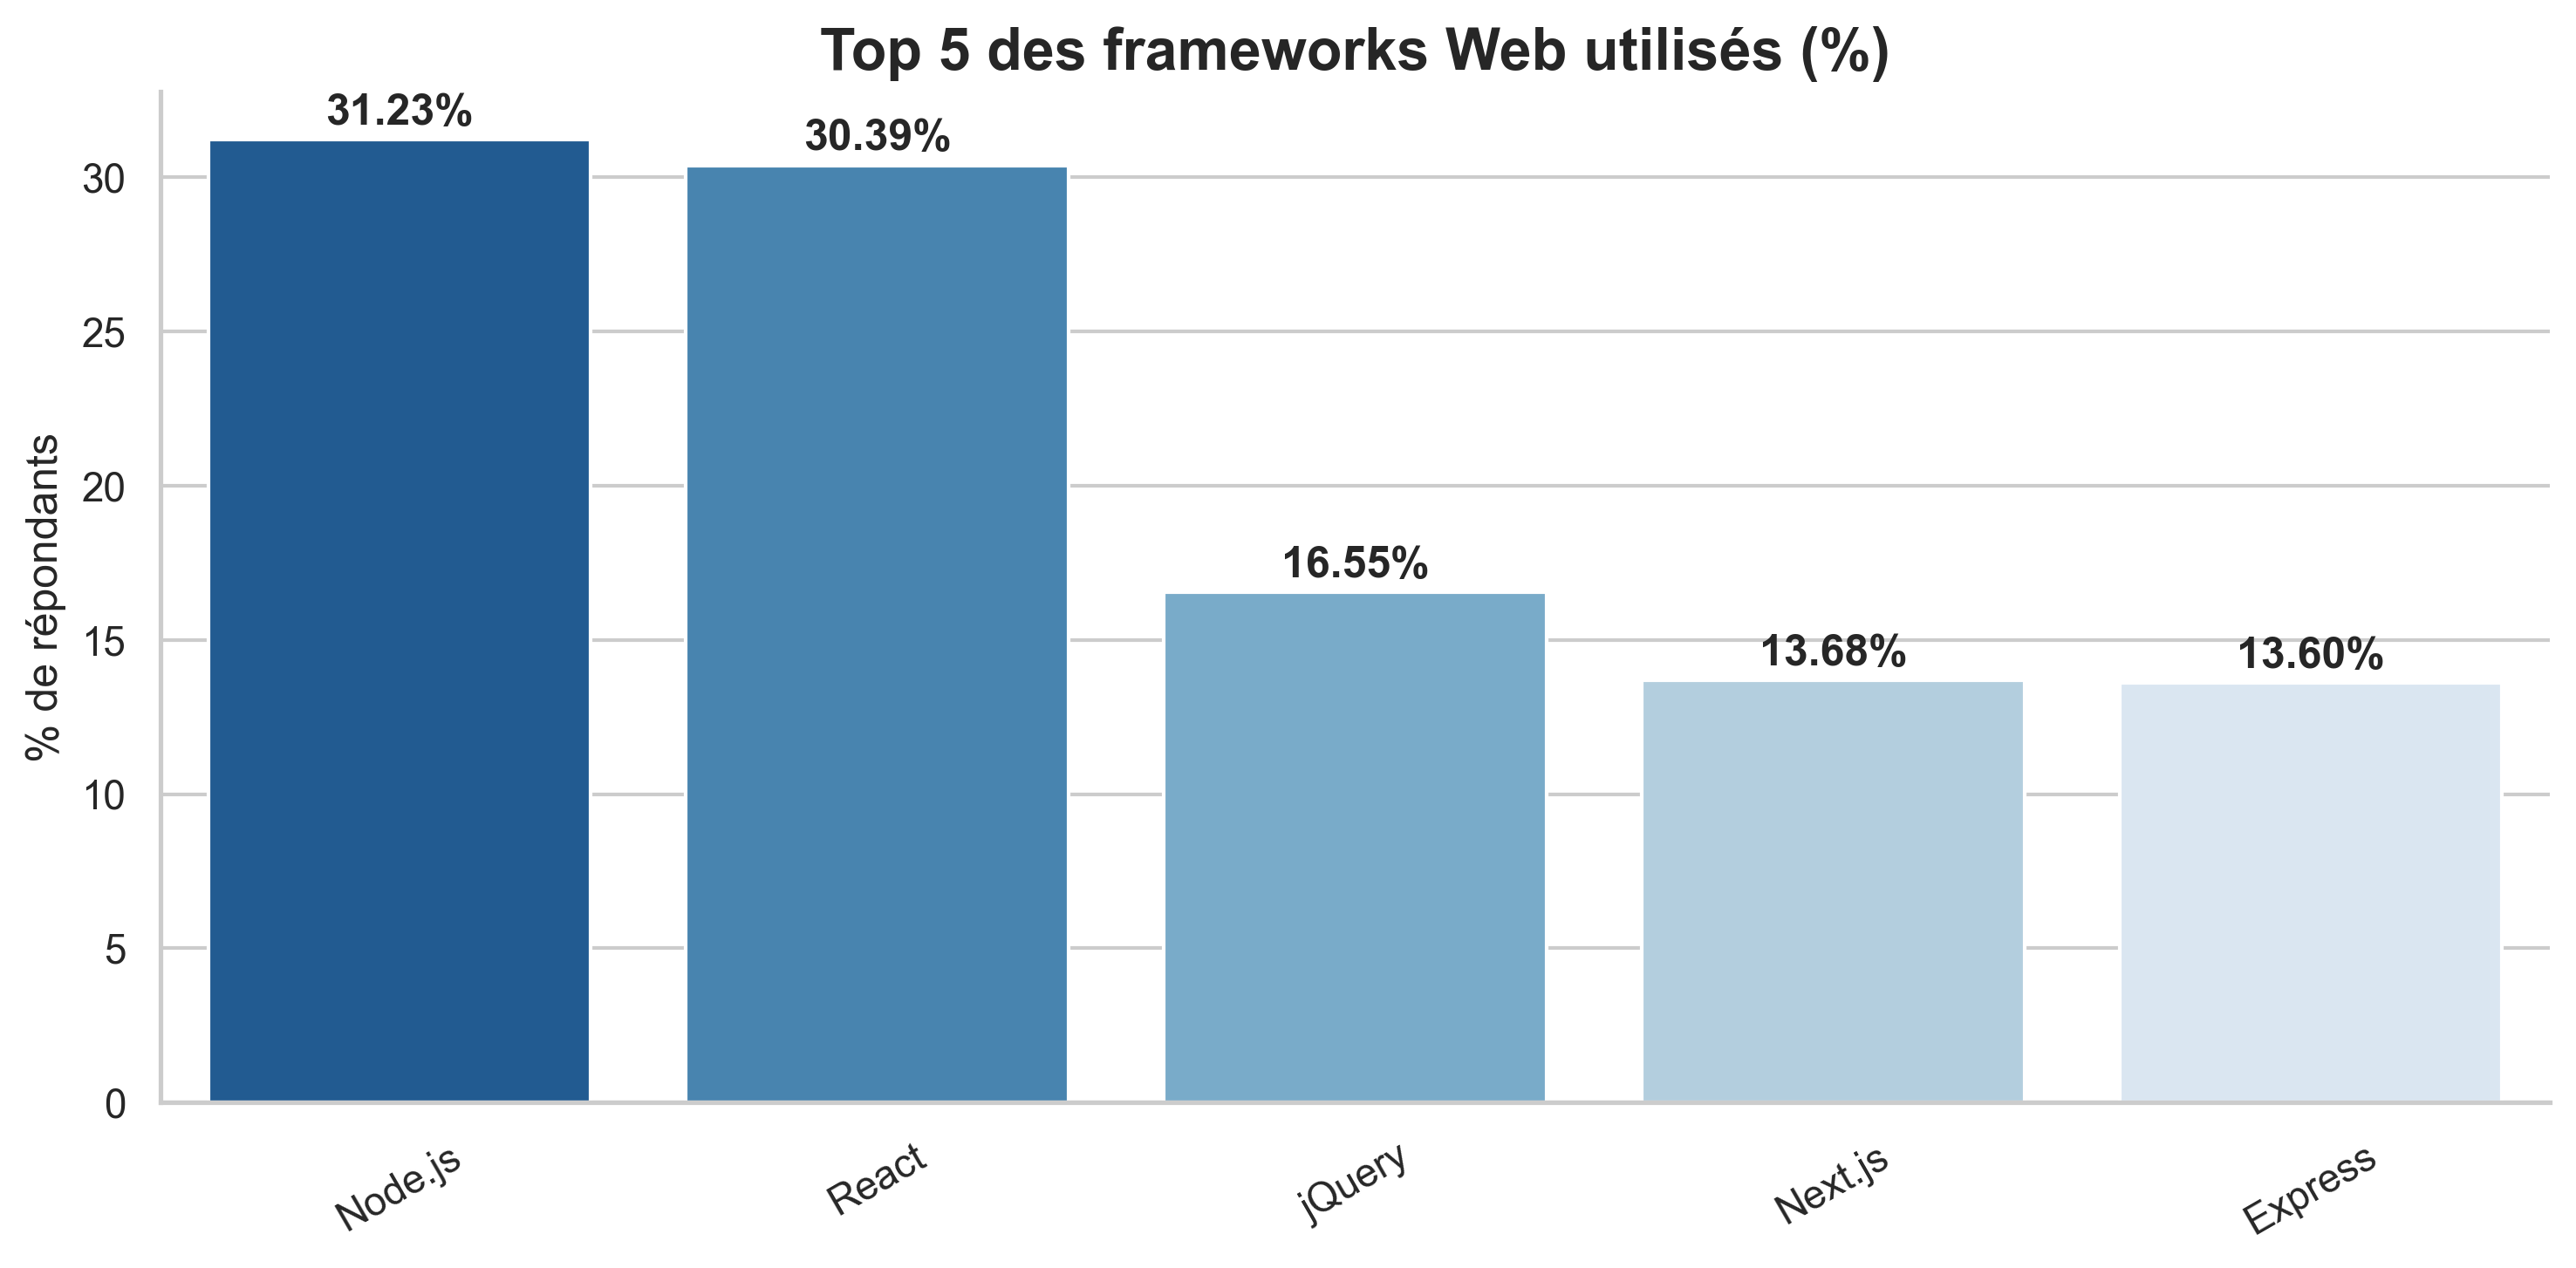 Top 5 des frameworks Web utilisés (%)
31.23%
30.39%
16.55%
13.68%
13.60%
% de répondants
30
25
20
15
10
5
0
Node.js
React
jQuery
Next.js
Express